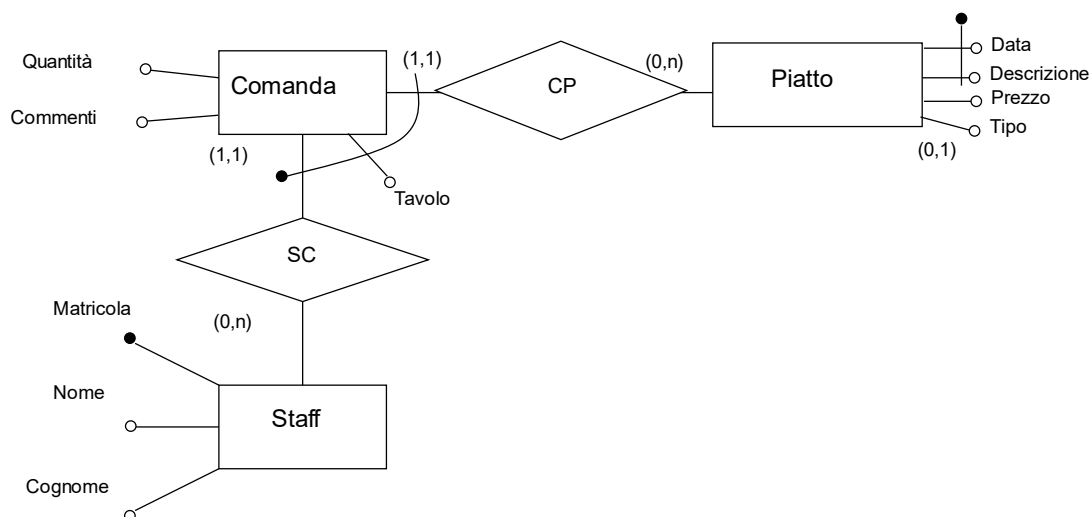 Quantità
Commenti
Comanda
(1,1)
(1,1)
CP
(0,n)
Piatto
Data
Descrizione
Prezzo
Tipo
(0,1)
Tavolo
SC
(0,n)
Matricola
Nome
Cognome
Staff